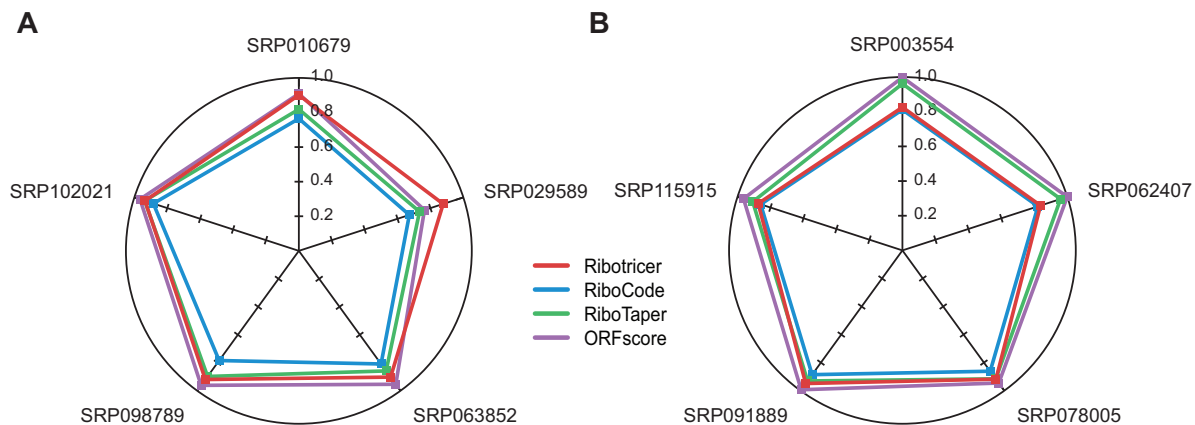 A
B
SRP010679
SRP003554
1.0
0.8
0.6
0.4
0.2
1.0
0.8
0.6
0.4
0.2
SRP102021
SRP029589
SRP115915
SRP062407
Ribotricer
RiboCode
RiboTaper
ORFscore
SRP098789
SRP063852
SRP091889
SRP078005